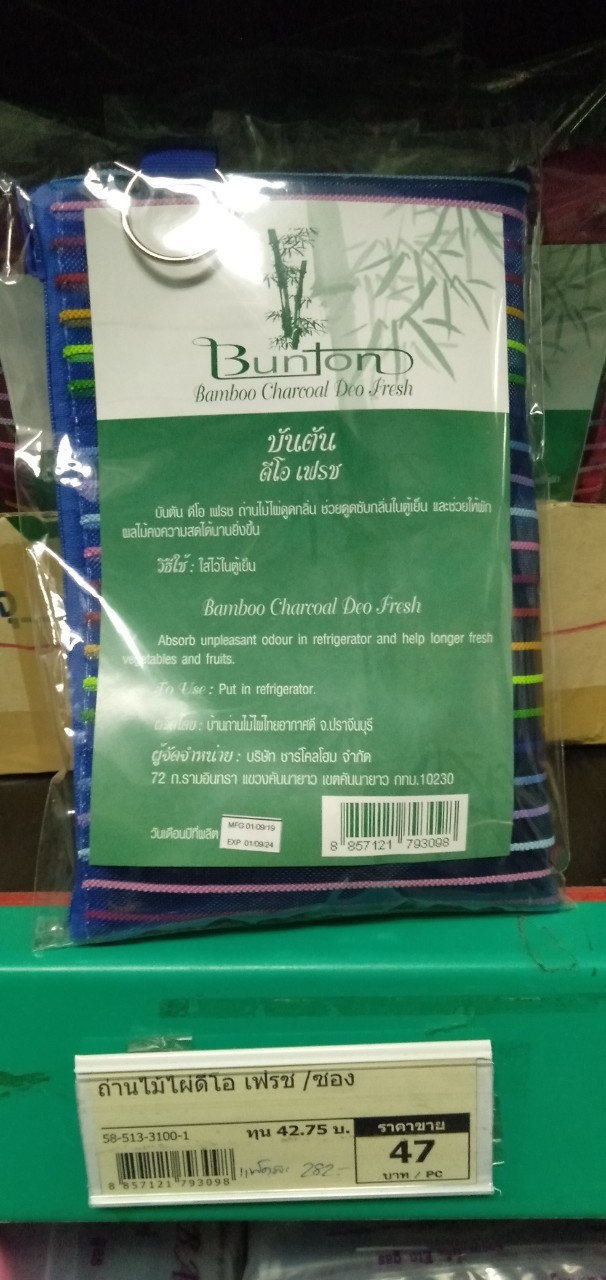 Bunton
Bamboo Charcoal Deo Fresh
บันตัน
ดีโอ เฟรช
บันตัน ดีโอ เฟรช ถ่านไม้ไผ่ดูดกลิ่น ช่วยดูดซับกลิ่นในตู้เย็น และช่วยให้ผัก
ผลไม้คงความสดได้นานยิ่งขึ้น
วิธีใช้ : ใส่ไว้ในตู้เย็น
Bamboo Charcoal Deo Fresh
Absorb unpleasant odour in refrigerator and help longer fresh
vegetables and fruits.
To Use : Put in refrigerator.
ผลิตโดย : บ้านถ่านไม้ไผ่ไทยอากาศดี จ.ปราจีนบุรี
ผู้จัดจำหน่าย : บริษัท ชาร์โคลโฮม จำกัด
72 ถ.รามอินทรา แขวงคันนายาว เขตคันนายาว กทม.10230
วันเดือนปีที่ผลิต
MFG 01/09/19
EXP 01/09/24
8 857121 793098
ถ่านไม้ไผ่ดีโอ เฟรช /ซอง
58-513-3100-1
ทุน 42.75 บ.
ราคาขาย
47
บาท / PC
8 857121 793098
282.-